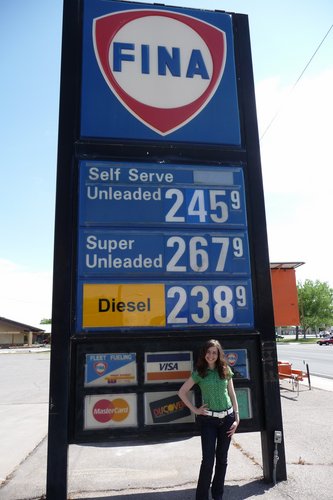 FINA
Self Serve
Unleaded 245 9
Super
Unleaded 267 9
Diesel 238 9
FLEET FUELING VISA
MasterCard DISCOVER